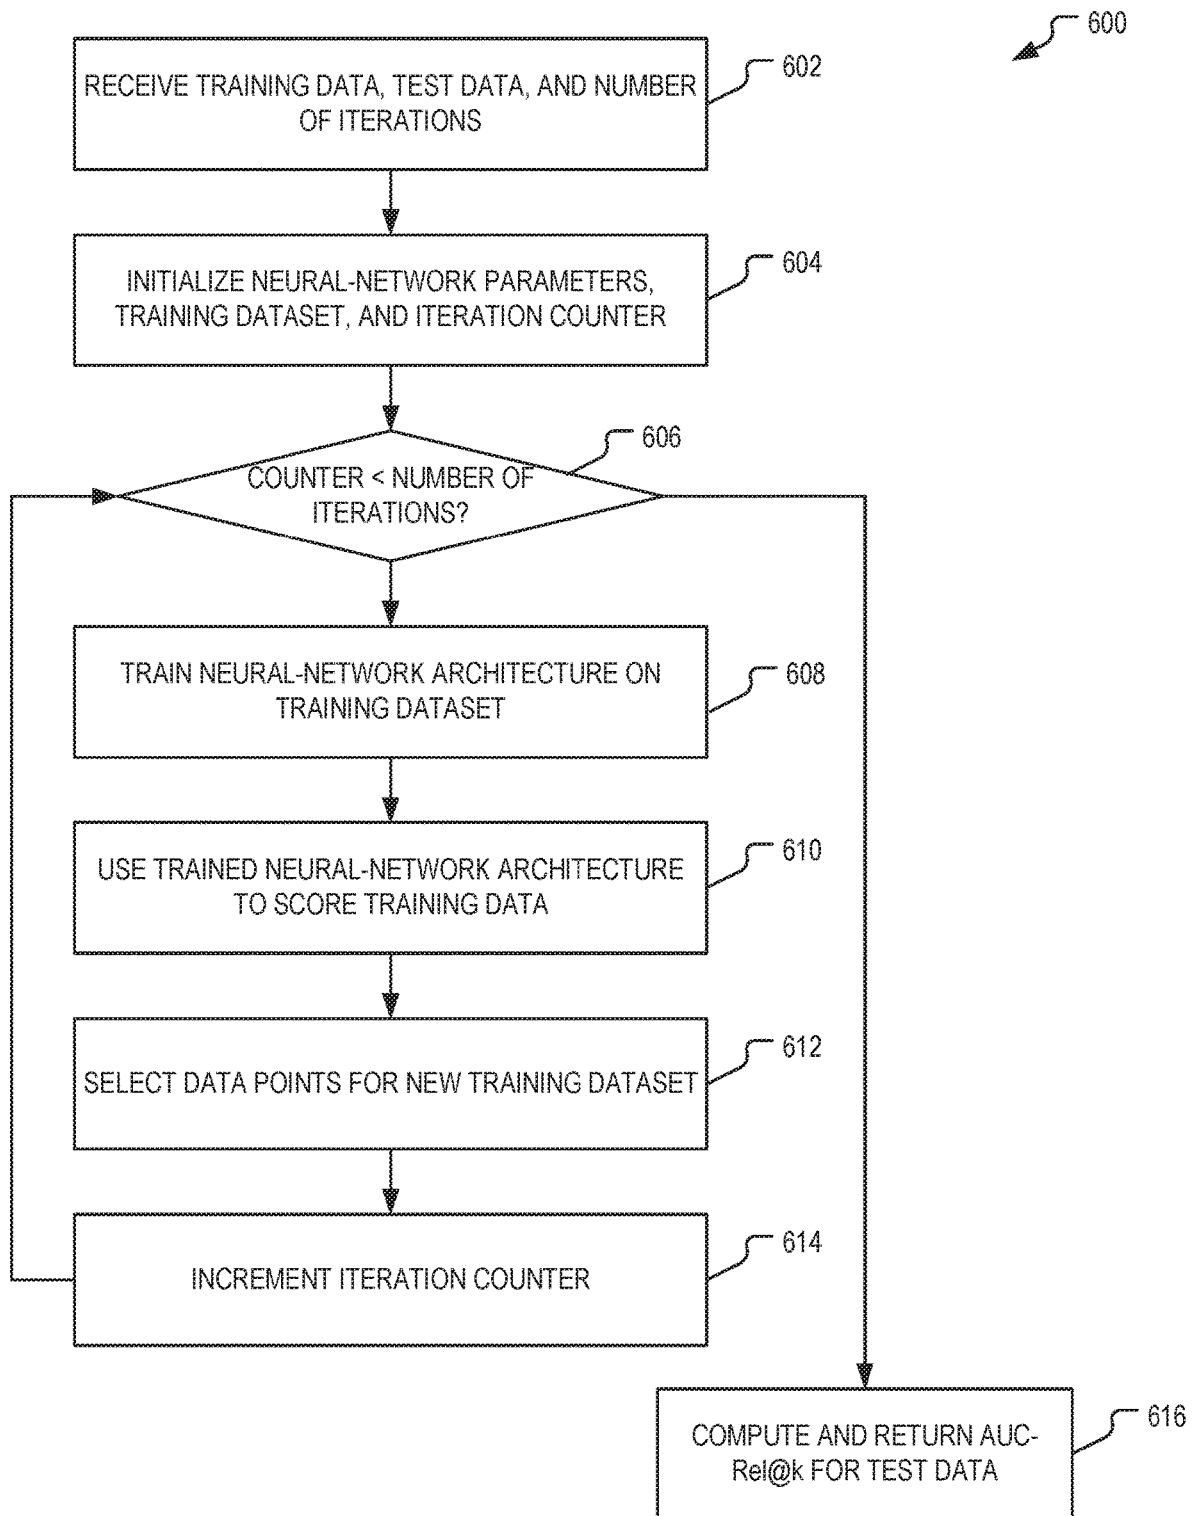 600
RECEIVE TRAINING DATA, TEST DATA, AND NUMBER
OF ITERATIONS
602
INITIALIZE NEURAL-NETWORK PARAMETERS,
TRAINING DATASET, AND ITERATION COUNTER
604
COUNTER < NUMBER OF
ITERATIONS?
606
TRAIN NEURAL-NETWORK ARCHITECTURE ON
TRAINING DATASET
608
USE TRAINED NEURAL-NETWORK ARCHITECTURE
TO SCORE TRAINING DATA
610
SELECT DATA POINTS FOR NEW TRAINING DATASET
612
INCREMENT ITERATION COUNTER
614
COMPUTE AND RETURN AUC-
Rel@k FOR TEST DATA
616